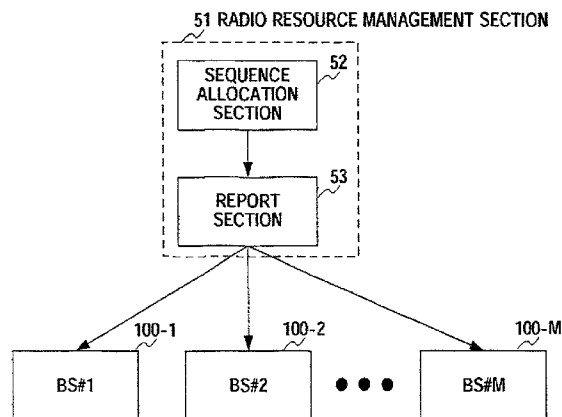 51 RADIO RESOURCE MANAGEMENT SECTION
52
SEQUENCE
ALLOCATION
SECTION
53
REPORT
SECTION
100-1
100-2
100-M
BS#1
BS#2
BS#M